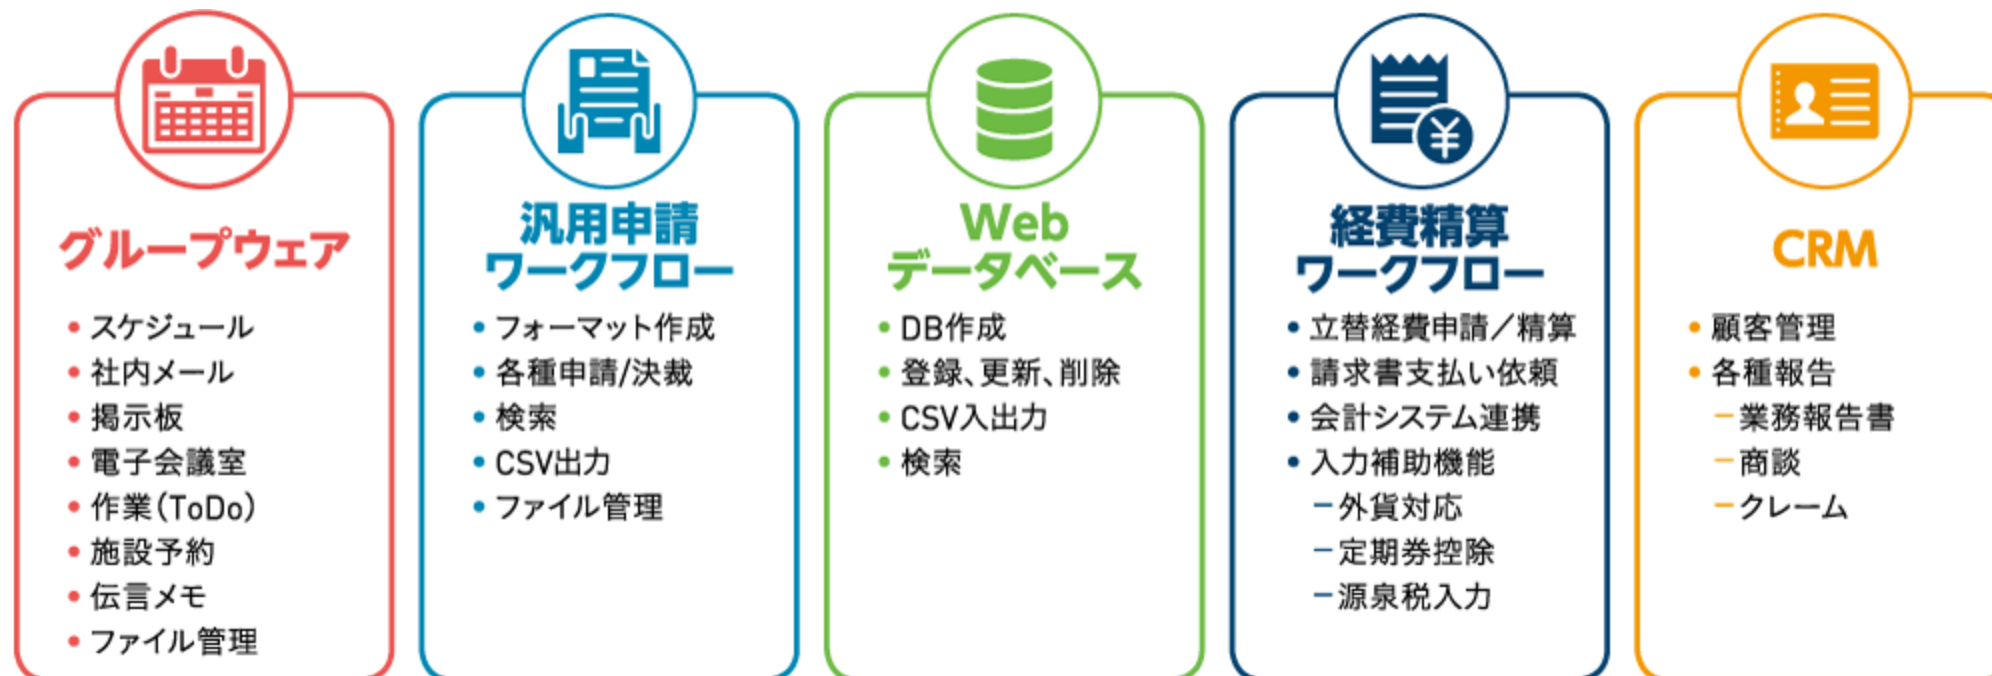 グループウェア
• スケジュール
• 社内メール
• 掲示板
• 電子会議室
• 作業（ToDo）
• 施設予約
• 伝言メモ
• ファイル管理
汎用申請
ワークフロー
• フォーマット作成
• 各種申請/決裁
• 検索
• CSV出力
• ファイル管理
Web
データベース
• DB作成
• 登録、更新、削除
• CSV入出力
• 検索
¥
経費精算
ワークフロー
• 立替経費申請／精算
• 請求書支払い依頼
• 会計システム連携
• 入力補助機能
－外貨対応
－定期券控除
－源泉税入力
CRM
• 顧客管理
• 各種報告
－業務報告書
－商談
－クレーム